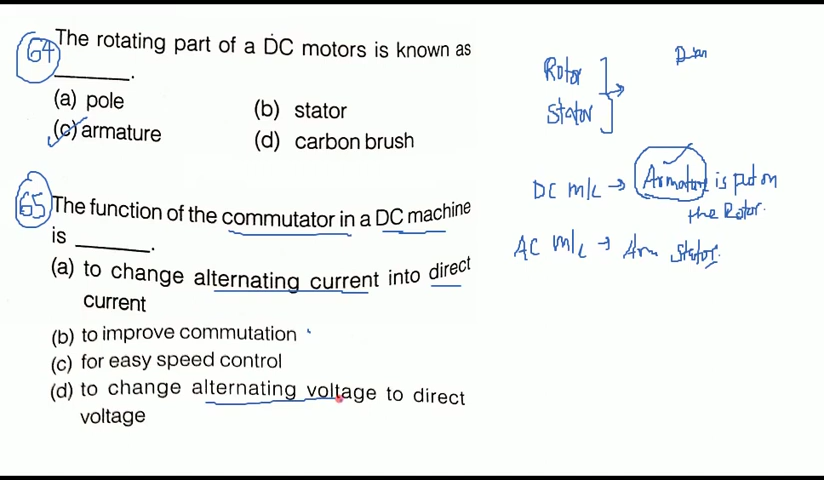 64 The rotating part of a DC motors is known as
________.
(a) pole
(b) stator
(c) armature
(d) carbon brush
65 The function of the commutator in a DC machine
is ________.
(a) to change alternating current into direct
current
(b) to improve commutation
(c) for easy speed control
(d) to change alternating voltage to direct
voltage
Rotor
Stator
DC m/c → Armature is put on
the Rotor.
AC m/c → Arm Stator.